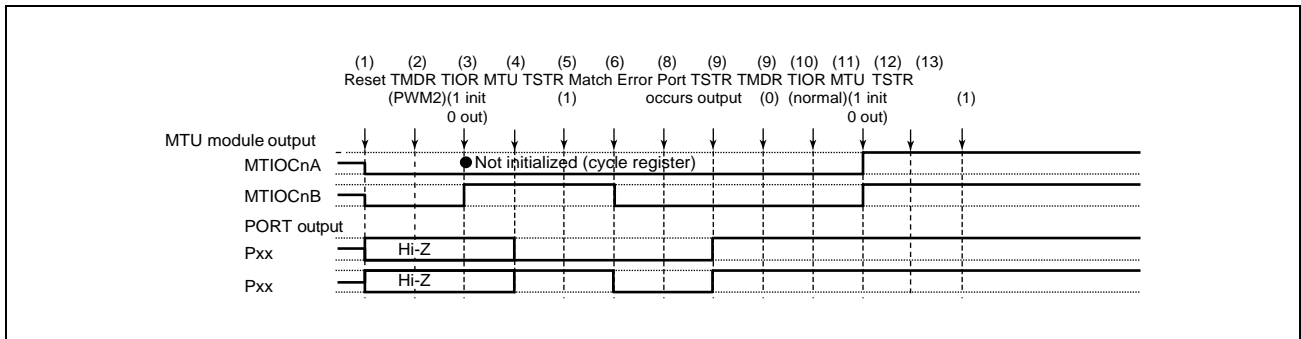 (1) (2) (3) (4) (5) (6) (8) (9) (9) (10) (11) (12) (13)
Reset TMDR TIOR MTU TSTR Match Error Port TSTR TMDR TIOR MTU TSTR
(PWM2)(1 init (1) occurs output (0) (normal)(1 init (1)
0 out) 0 out)
MTU module output
MTIOCnA
Not initialized (cycle register)
MTIOCnB
PORT output
Pxx Hi-Z
Pxx Hi-Z